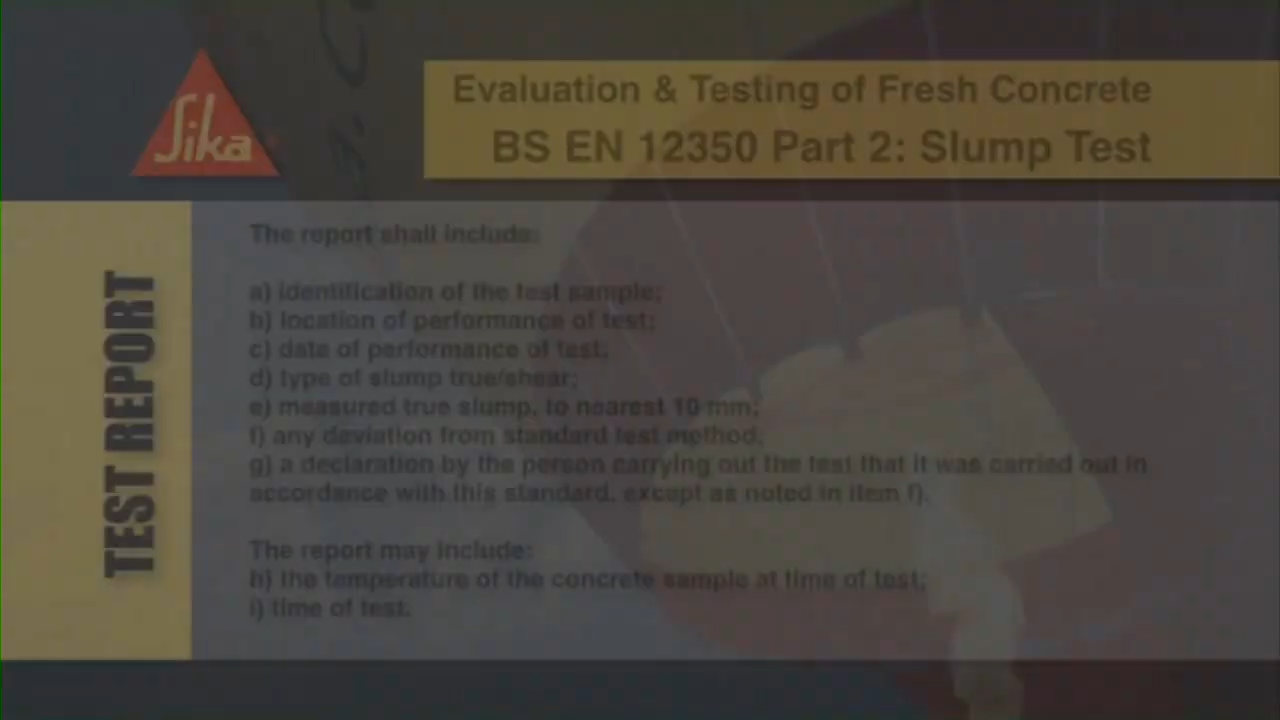 Sika
Evaluation & Testing of Fresh Concrete
BS EN 12350 Part 2: Slump Test
TEST REPORT
The report shall include:
a) identification of the test sample;
b) location of performance of test;
c) date of performance of test;
d) type of slump true/shear;
e) measured true slump, to nearest 10 mm;
f) any deviation from standard test method;
g) a declaration by the person carrying out the test that it was carried out in
accordance with this standard, except as noted in item f).
The report may include:
h) the temperature of the concrete sample at time of test;
i) time of test.